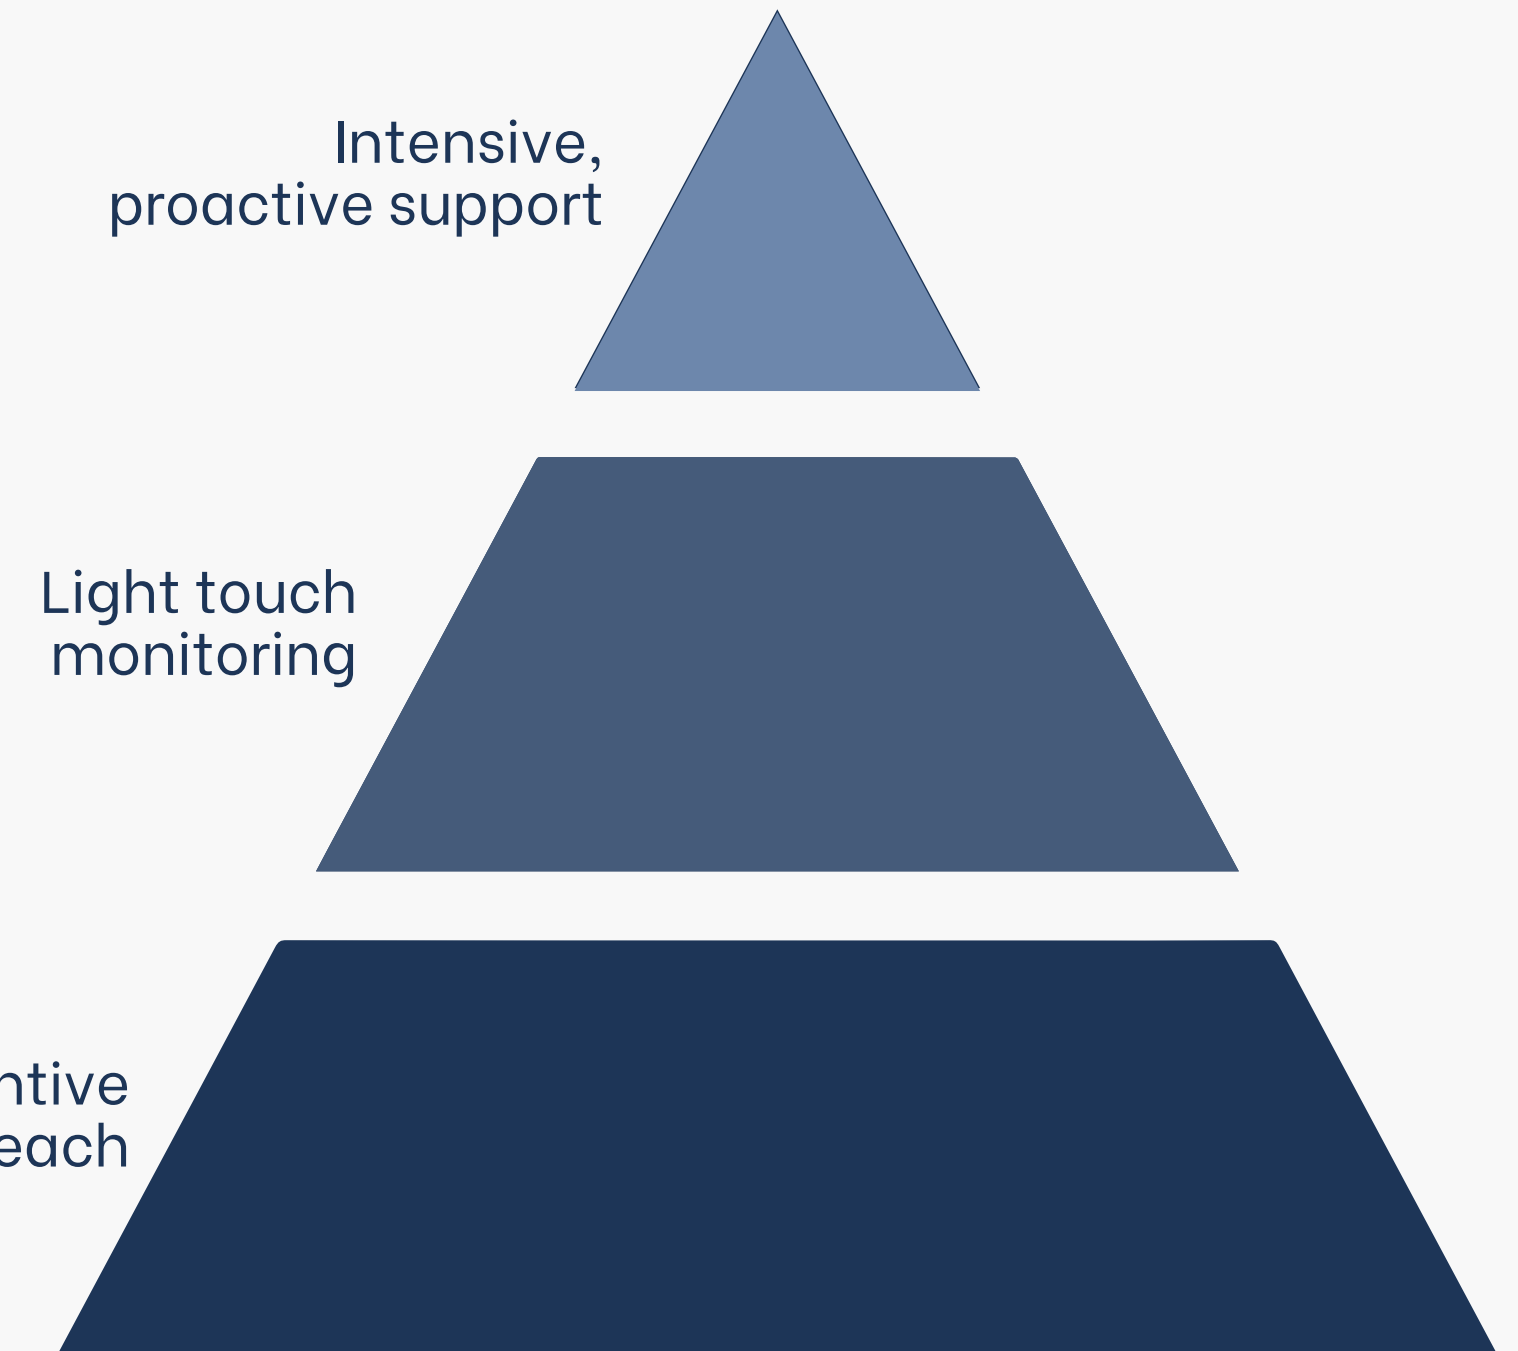 Intensive,
proactive support
Light touch
monitoring